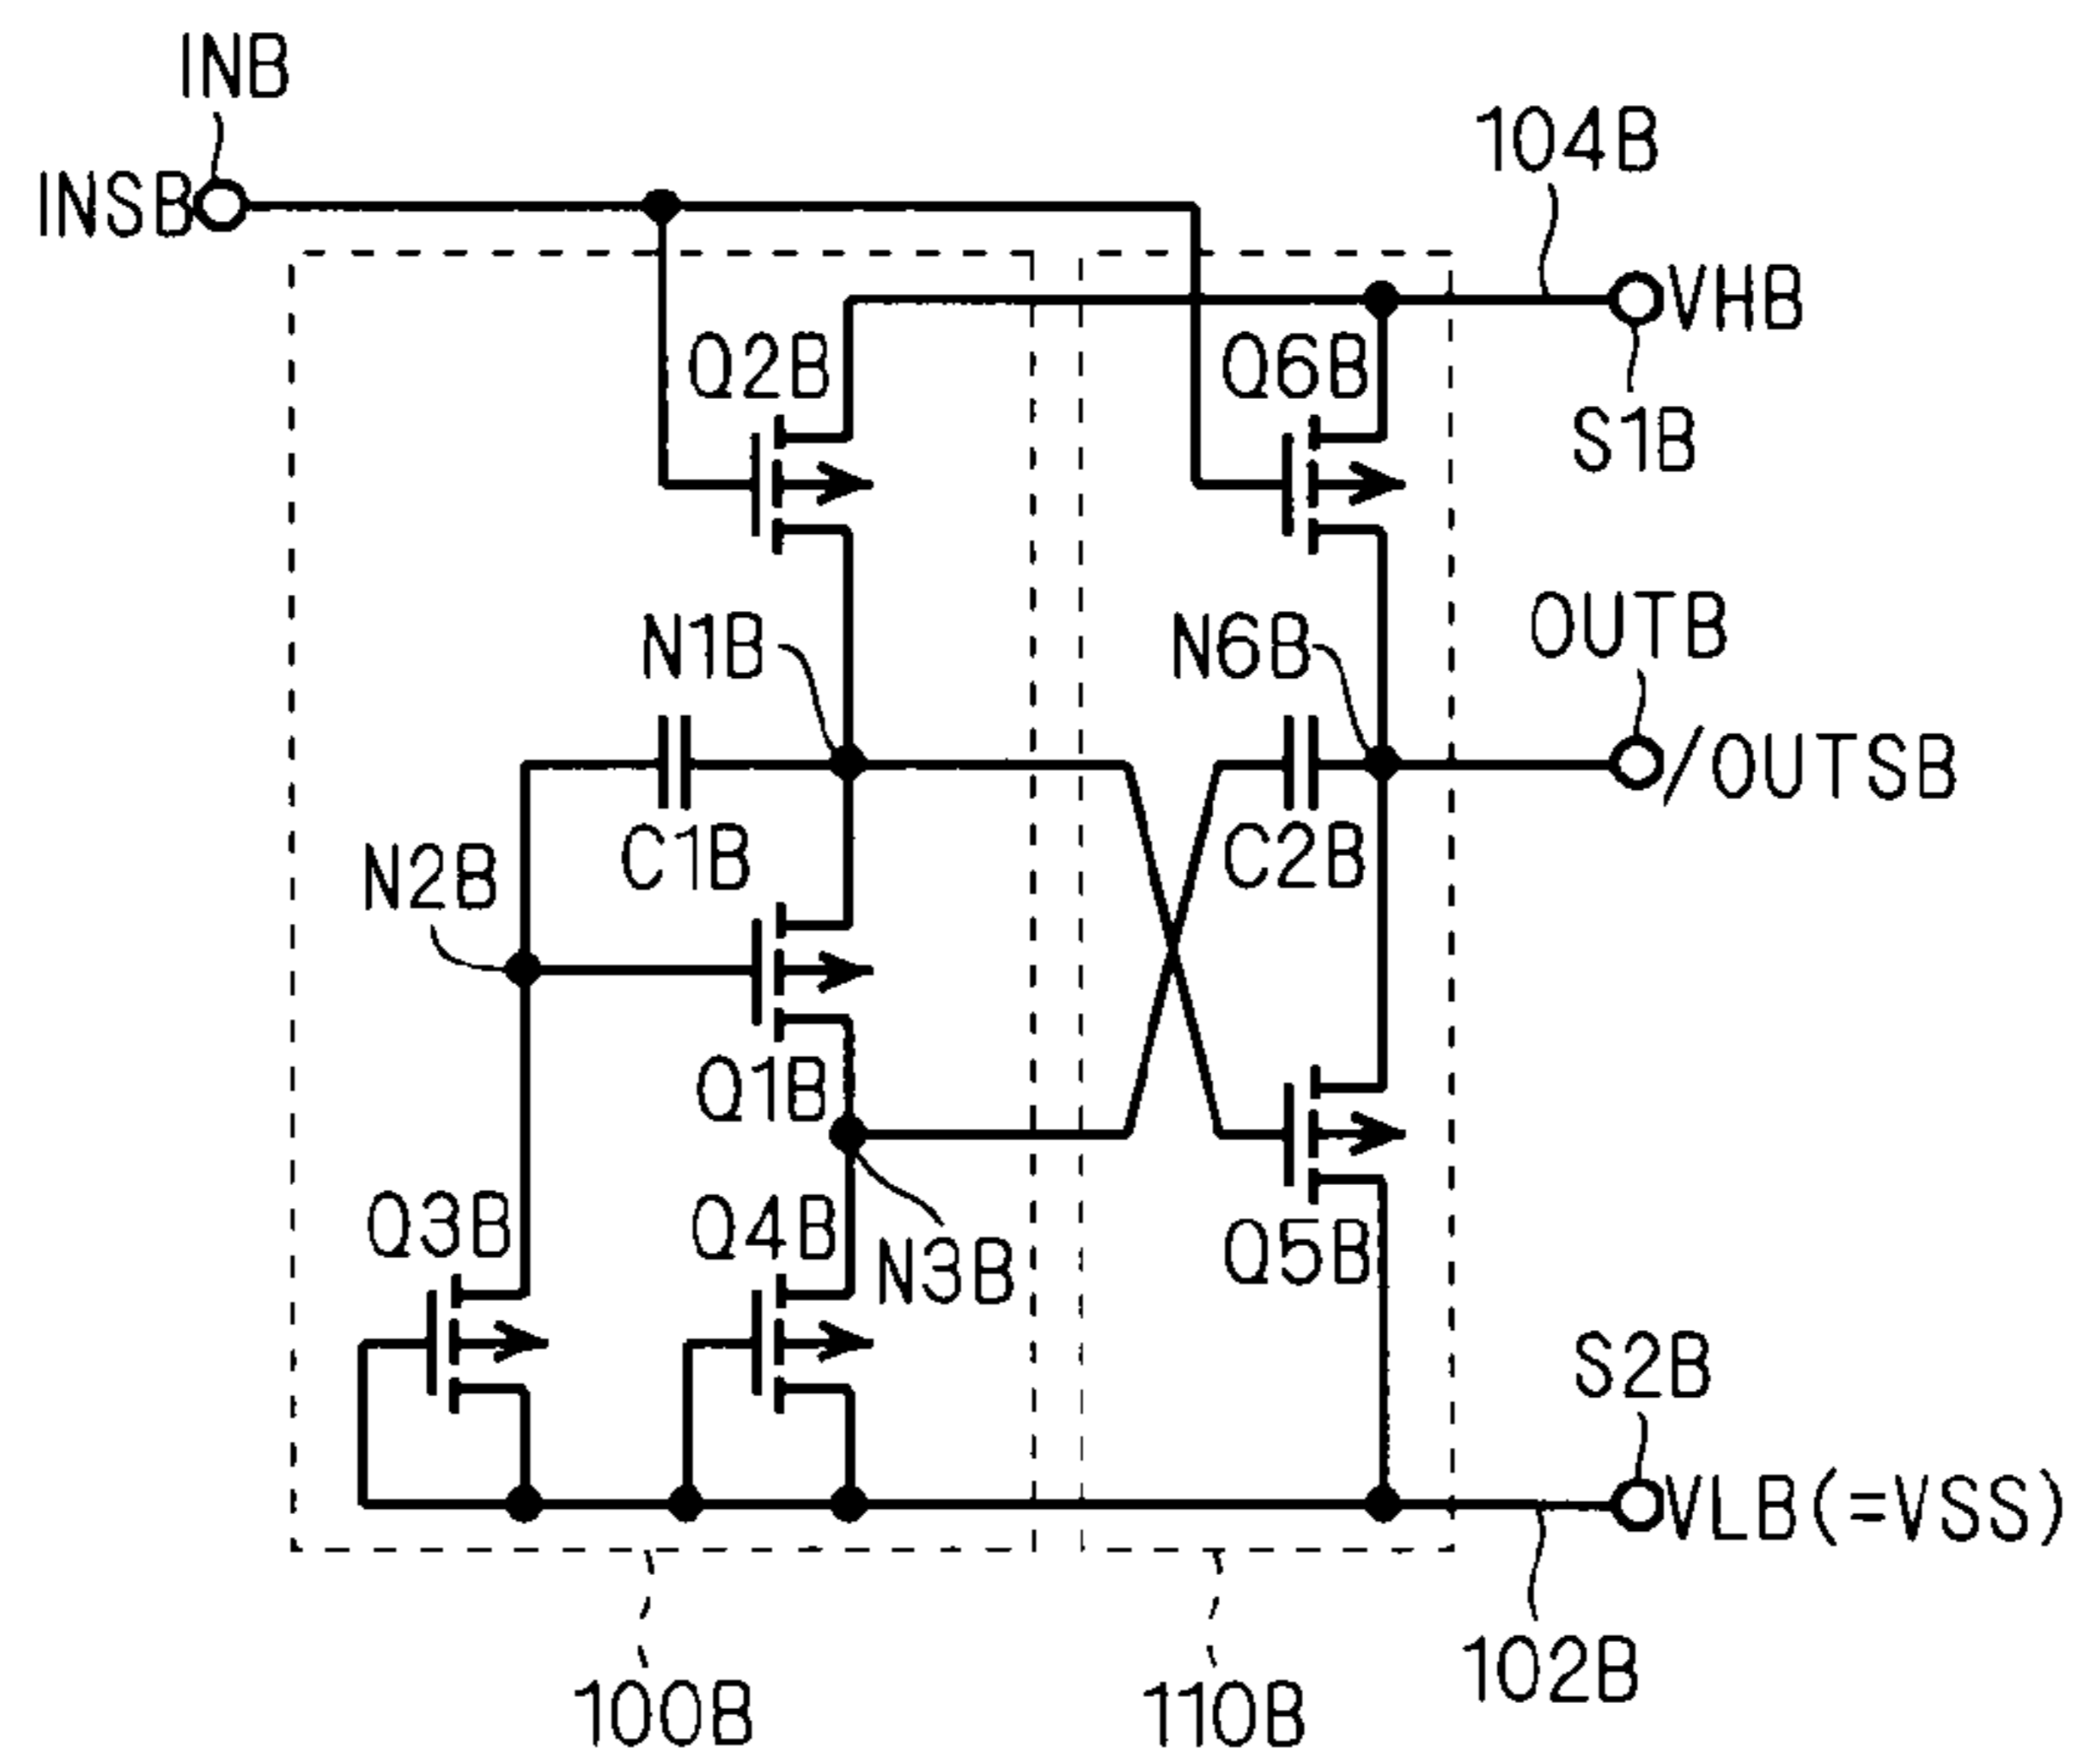 INB
104B
INSB
VHB
Q2B
Q6B
S1B
N1B
N6B
OUTB
/OUTSB
C1B
C2B
N2B
Q1B
Q3B
Q4B
N3B
Q5B
S2B
VLB(=VSS)
102B
100B
110B